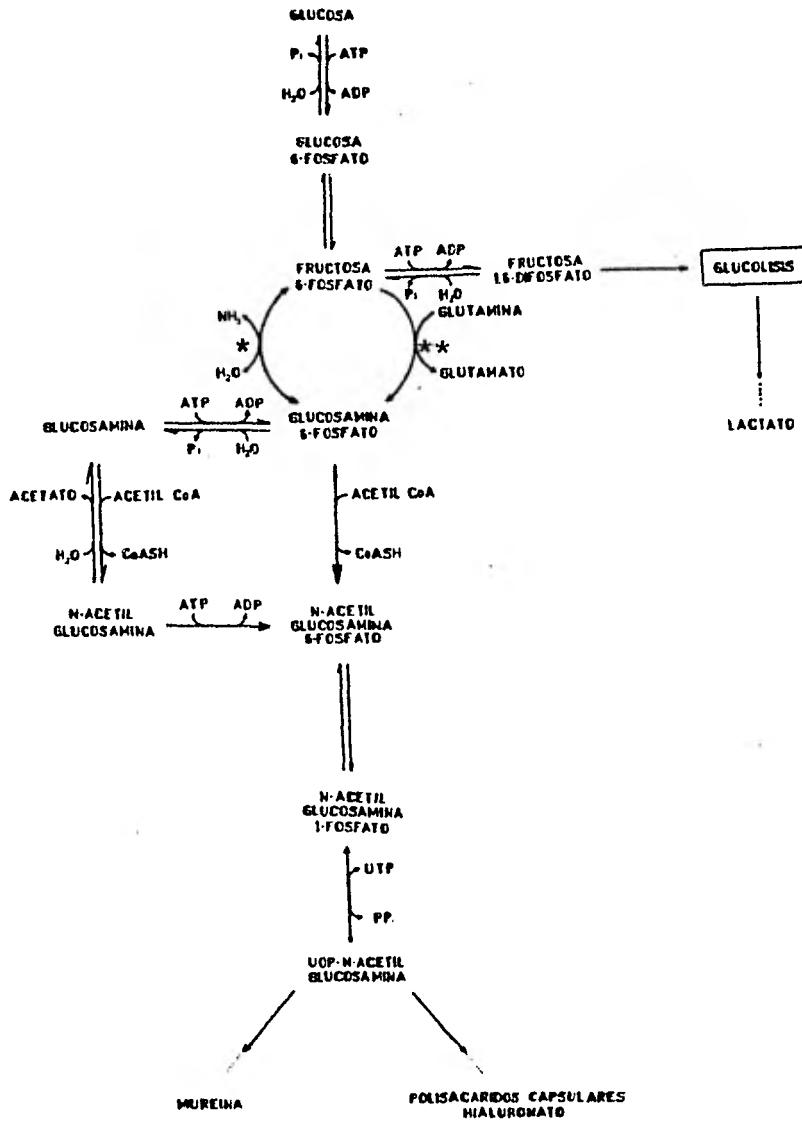 GLUCOSA
Pi ATP
H2O ADP
GLUCOSA
6-FOSFATO
FRUCTOSA
6-FOSFATO
ATP ADP
Pi H2O
FRUCTOSA
1,6-DIFOSFATO
GLUCOLISIS
LACTATO
NH3
*
H2O
GLUTAMINA
**
GLUTAMATO
GLUCOSAMINA
ATP ADP
Pi H2O
GLUCOSAMINA
6-FOSFATO
ACETATO ACETIL CoA
H2O CoASH
ACETIL CoA
CoASH
N-ACETIL
GLUCOSAMINA
ATP ADP
N-ACETIL
GLUCOSAMINA
6-FOSFATO
N-ACETIL
GLUCOSAMINA
1-FOSFATO
UTP
PPi
UDP-N-ACETIL
GLUCOSAMINA
MUREINA
POLISACARIDOS CAPSULARES
HIALURONATO